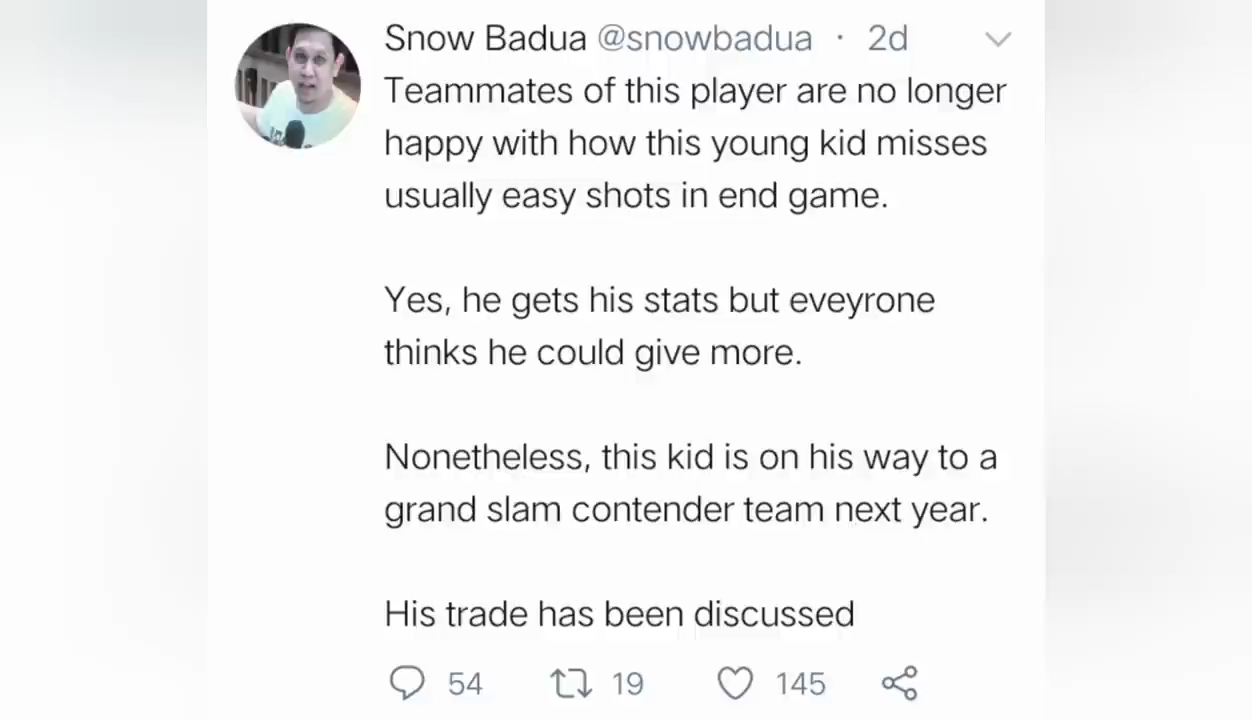 Snow Badua @snowbadua · 2d
Teammates of this player are no longer
happy with how this young kid misses
usually easy shots in end game.
Yes, he gets his stats but eveyrone
thinks he could give more.
Nonetheless, this kid is on his way to a
grand slam contender team next year.
His trade has been discussed
54 19 145